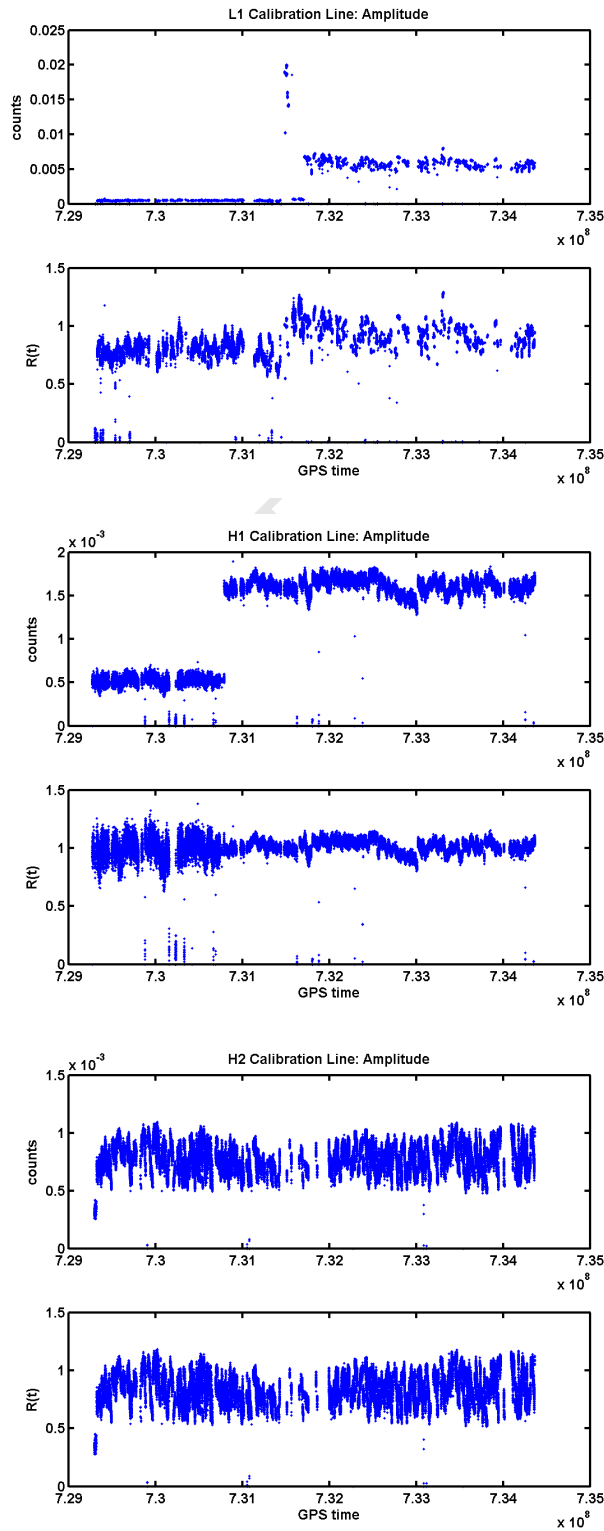 L1 Calibration Line: Amplitude
0.025
0.02
0.015
0.01
0.005
0
counts
7.29 7.3 7.31 7.32 7.33 7.34 7.35
x 10^8
1.5
1
0.5
0
R(t)
7.29 7.3 7.31 7.32 7.33 7.34 7.35
GPS time
x 10^8
H1 Calibration Line: Amplitude
x 10^-3
2
1.5
1
0.5
0
counts
7.29 7.3 7.31 7.32 7.33 7.34 7.35
x 10^8
1.5
1
0.5
0
R(t)
7.29 7.3 7.31 7.32 7.33 7.34 7.35
GPS time
x 10^8
H2 Calibration Line: Amplitude
x 10^-3
1.5
1
0.5
0
counts
7.29 7.3 7.31 7.32 7.33 7.34 7.35
x 10^8
1.5
1
0.5
0
R(t)
7.29 7.3 7.31 7.32 7.33 7.34 7.35
GPS time
x 10^8